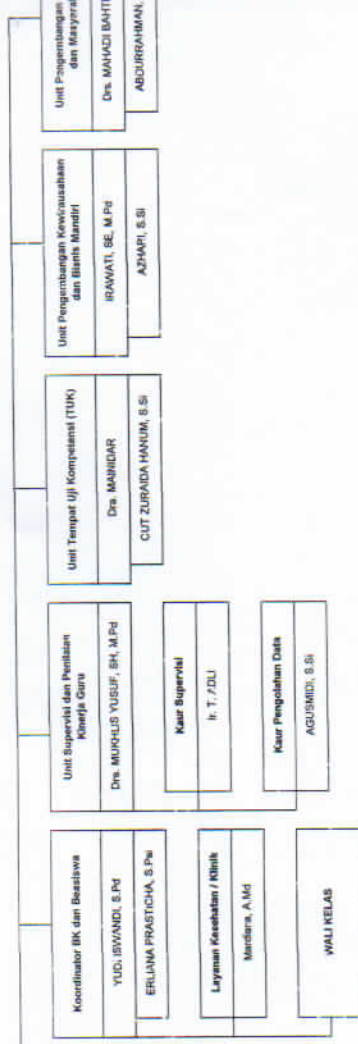 Koordinator BK dan Beasiswa
YUDI ISWANDI, S.Pd
ERLIANA PRASTICHA, S.Psi
Layanan Kesehatan / Klinik
Mardiana, A.Md
WALI KELAS
Unit Supervisi dan Penilaian
Kinerja Guru
Drs. MUKHLIS YUSUF, SH, M.Pd
Kaur Supervisi
Ir. T.
Kaur Pengolahan Data
AGUSMIDI, S.Si
Unit Tempat Uji Kompetensi (TUK)
Dra. MAINIDAR
CUT ZURAIDA HANUM, S.Si
Unit Pengembangan Kewirausahaan
dan Bisnis Mandiri
IRAWATI, SE, M.Pd
AZHARI, S.Si
Unit Pengembangan
dan
Drs. MAHADI
ABDURRAHMAN,